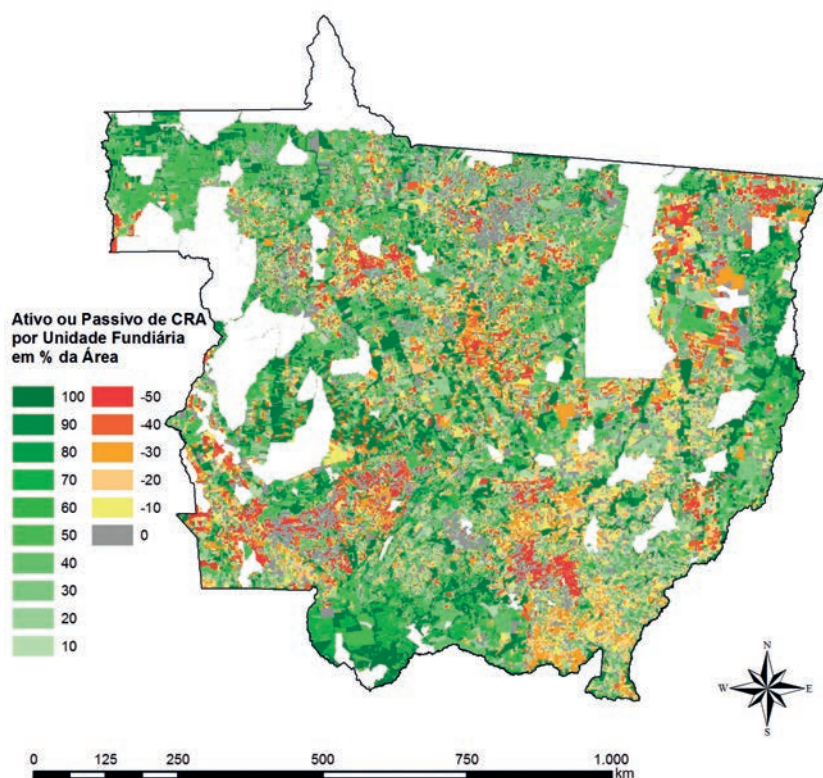 Ativo ou Passivo de CRA
por Unidade Fundiária
em % da Área
100 -50
90 -40
80 -30
70 -20
60 -10
50 0
40
30
20
10
N
W E
S
0 125 250 500 750 1.000
km